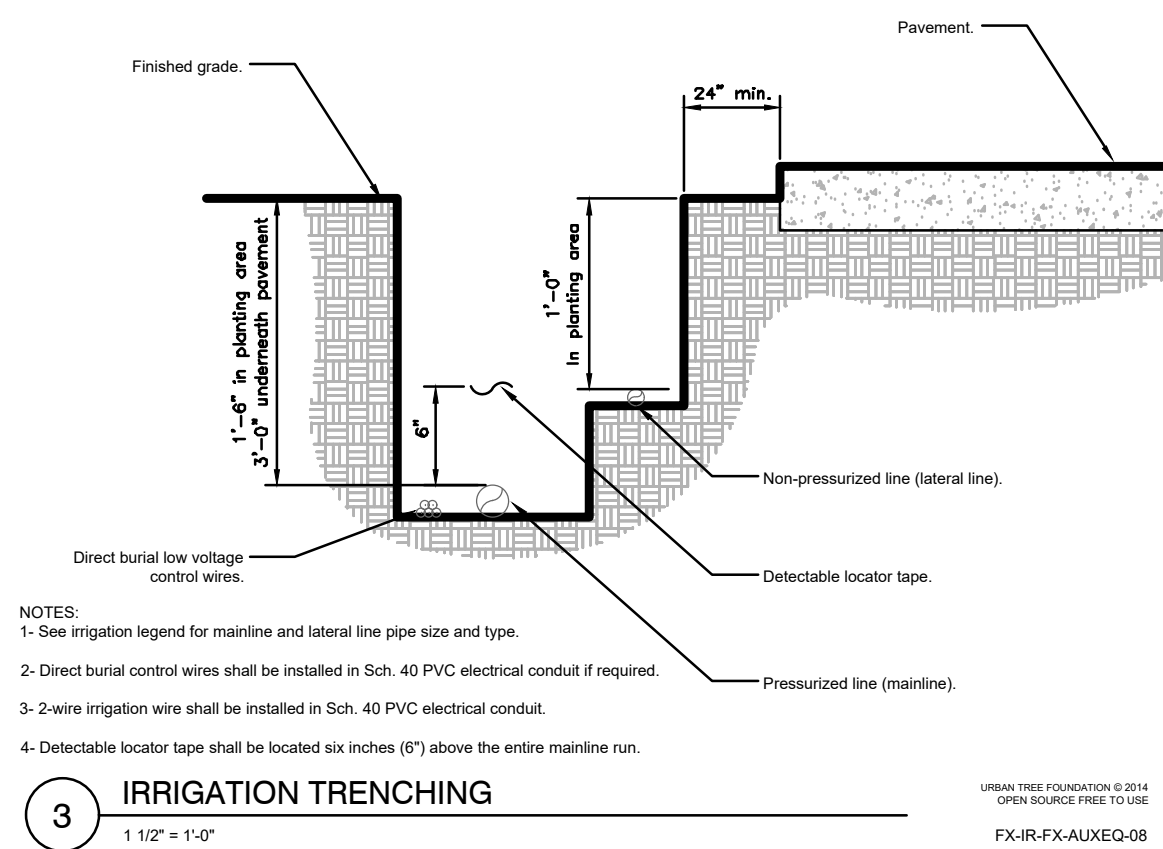 Pavement.
Finished grade.
24" min.
1'-6" in planting area
3'-0" underneath pavement
1'-0"
In planting area
6"
Non-pressurized line (lateral line).
Direct burial low voltage
control wires.
Detectable locator tape.
Pressurized line (mainline).
NOTES:
1- See irrigation legend for mainline and lateral line pipe size and type.
2- Direct burial control wires shall be installed in Sch. 40 PVC electrical conduit if required.
3- 2-wire irrigation wire shall be installed in Sch. 40 PVC electrical conduit.
4- Detectable locator tape shall be located six inches (6") above the entire mainline run.
3
IRRIGATION TRENCHING
1 1/2" = 1'-0"
URBAN TREE FOUNDATION © 2014
OPEN SOURCE FREE TO USE
FX-IR-FX-AUXEQ-08